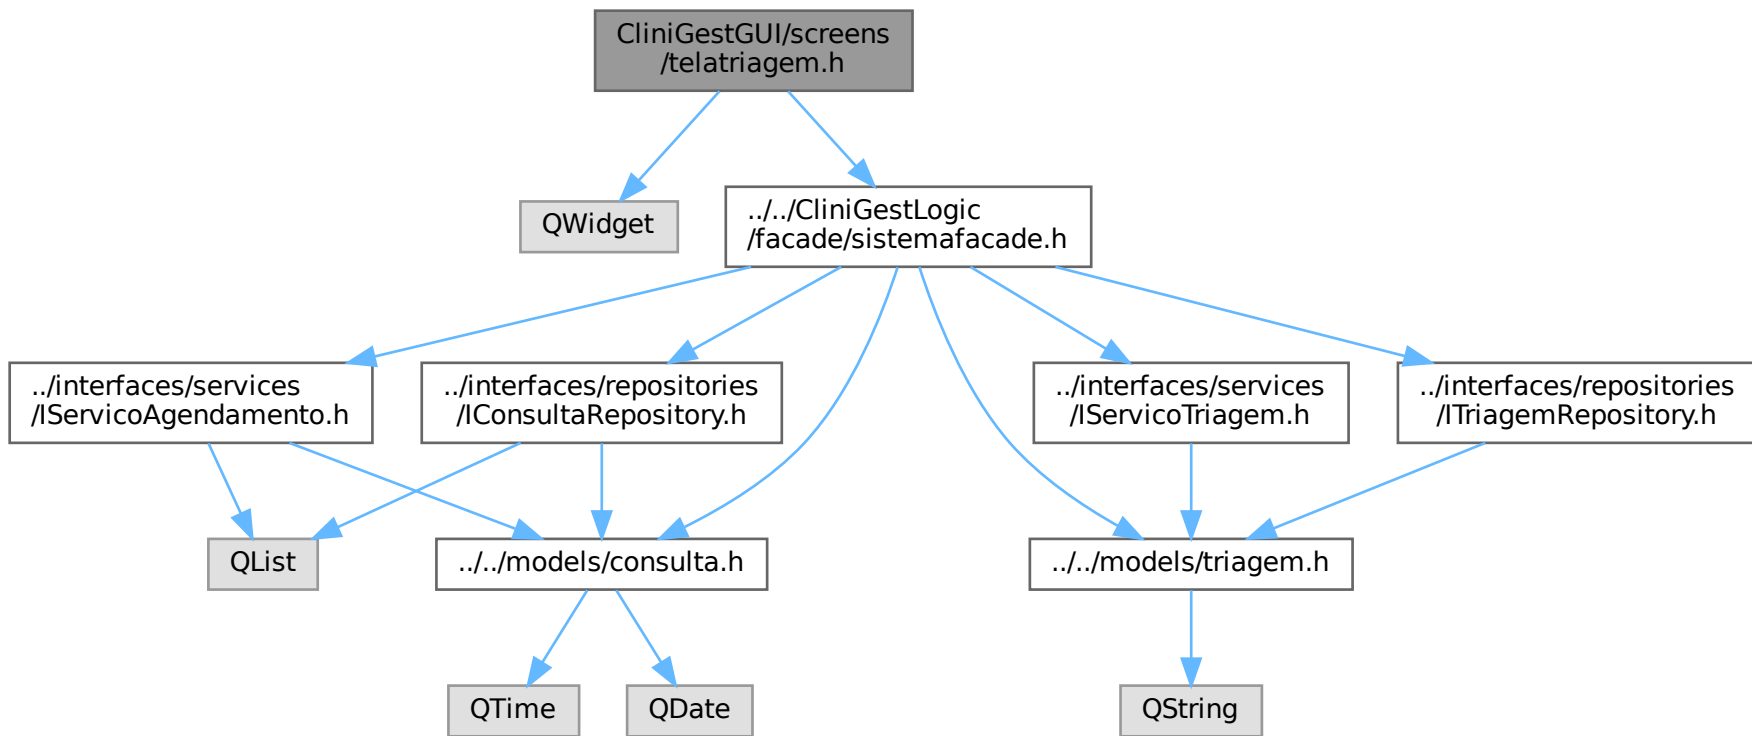 CliniGestGUI/screens
/telatriagem.h
QWidget
../../CliniGestLogic
/facade/sistemafacade.h
../interfaces/services
/IServicoAgendamento.h
../interfaces/repositories
/IConsultaRepository.h
../interfaces/services
/IServicoTriagem.h
../interfaces/repositories
/ITriagemRepository.h
QList
../../models/consulta.h
../../models/triagem.h
QTime
QDate
QString